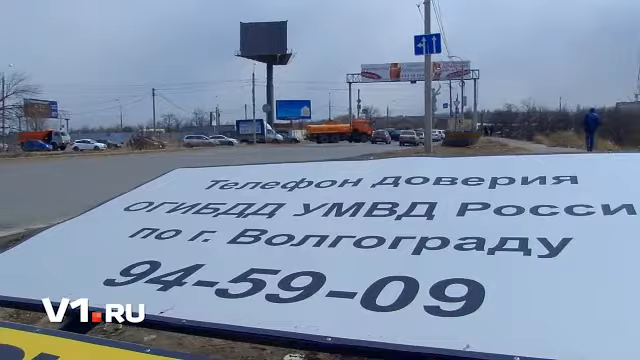 Телефон доверия
ОГИБДД УМВД Росси
по г. Волгограду
94-59-09
V1.RU